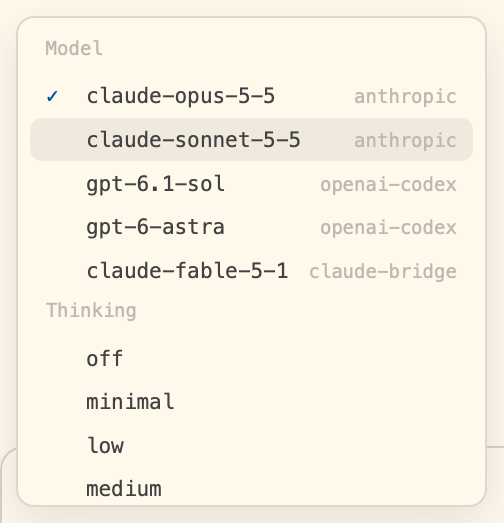 Model
✓ claude-opus-5-5 anthropic
claude-sonnet-5-5 anthropic
gpt-6.1-sol openai-codex
gpt-6-astra openai-codex
claude-fable-5-1 claude-bridge
Thinking
off
minimal
low
medium